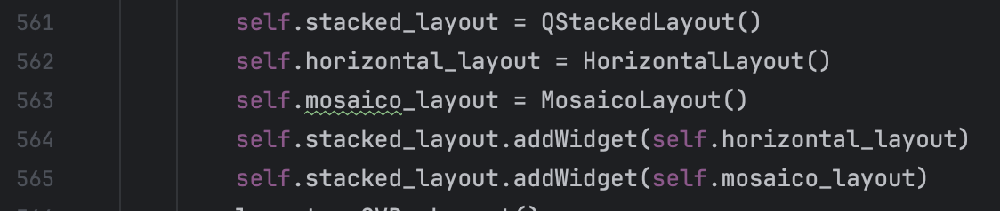 561 self.stacked_layout = QStackedLayout()
562 self.horizontal_layout = HorizontalLayout()
563 self.mosaico_layout = MosaicoLayout()
564 self.stacked_layout.addWidget(self.horizontal_layout)
565 self.stacked_layout.addWidget(self.mosaico_layout)